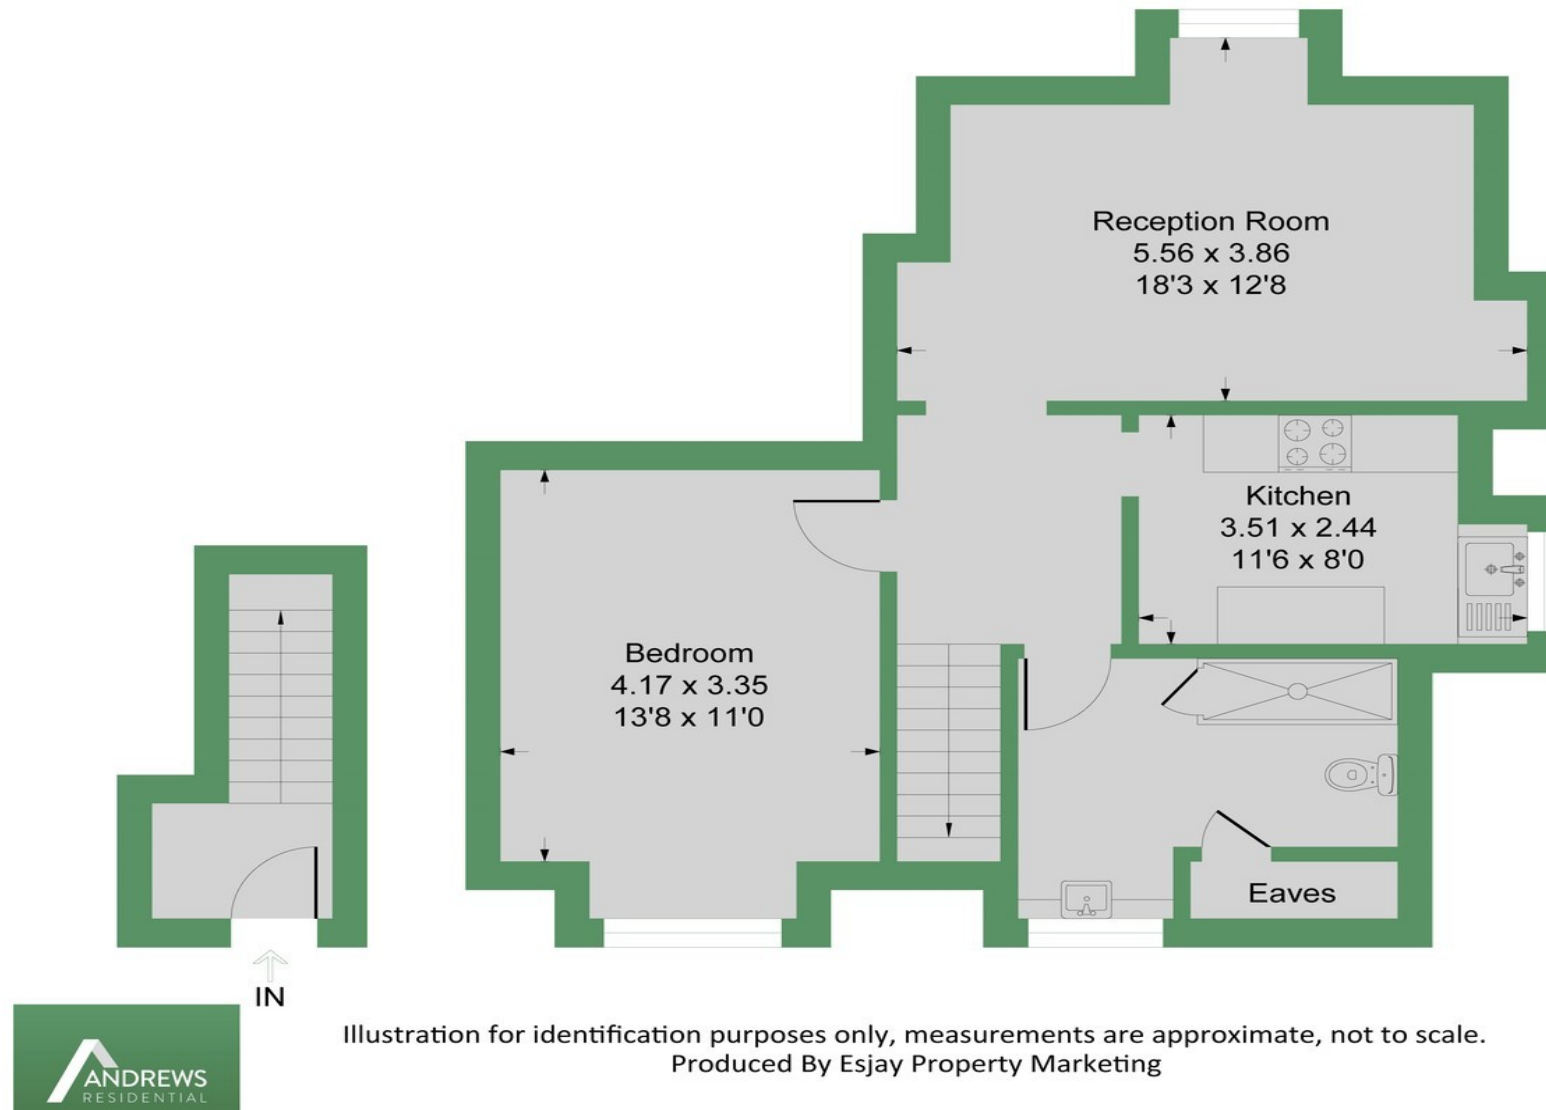 Reception Room
5.56 x 3.86
18'3 x 12'8
Kitchen
3.51 x 2.44
11'6 x 8'0
Bedroom
4.17 x 3.35
13'8 x 11'0
Eaves
IN
Illustration for identification purposes only, measurements are approximate, not to scale.
Produced By Esjay Property Marketing
ANDREWS
RESIDENTIAL